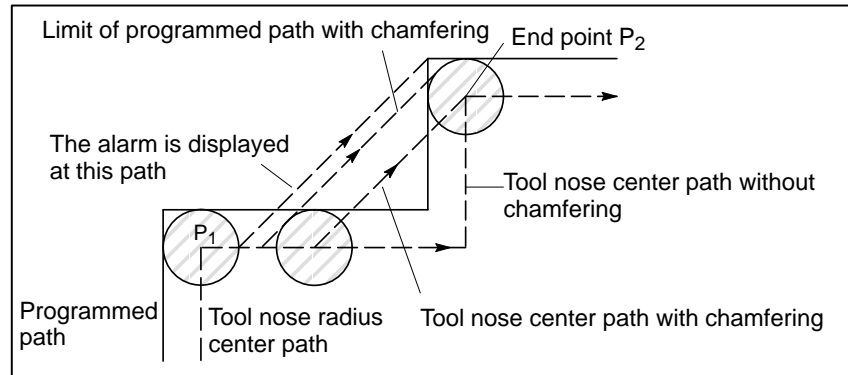 Limit of programmed path with chamfering
End point P2
The alarm is displayed
at this path
Tool nose center path without
chamfering
P1
Programmed
path
Tool nose radius
center path
Tool nose center path with chamfering